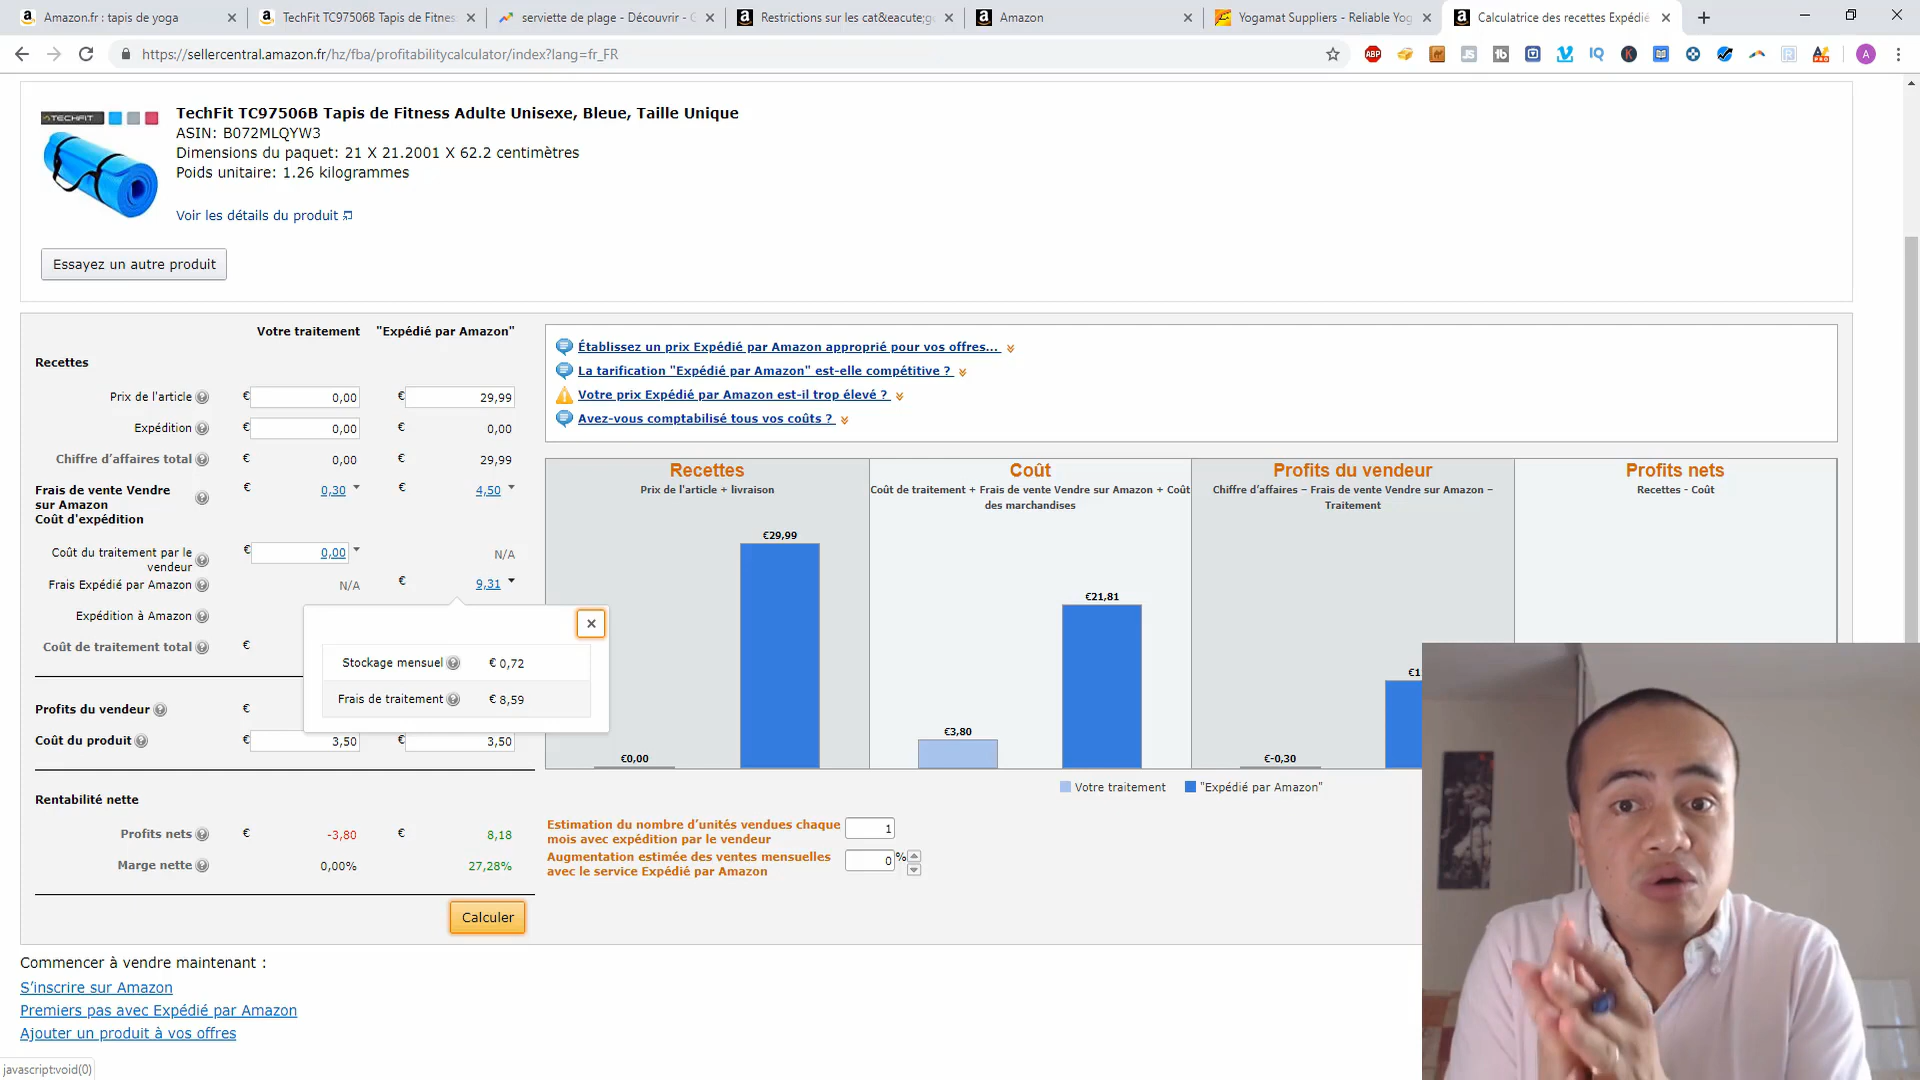 Amazon.fr : tapis de yoga
TechFit TC97506B Tapis de Fitnes
serviette de plage - Découvrir - G
Restrictions sur les cat&eacute;g
Amazon
Yogamat Suppliers - Reliable Yog
Calculatrice des recettes Expédié
https://sellercentral.amazon.fr/hz/fba/profitabilitycalculator/index?lang=fr_FR
TECHFIT
TechFit TC97506B Tapis de Fitness Adulte Unisexe, Bleue, Taille Unique
ASIN: B072MLQYW3
Dimensions du paquet: 21 X 21.2001 X 62.2 centimètres
Poids unitaire: 1.26 kilogrammes
Voir les détails du produit
Essayez un autre produit
Votre traitement "Expédié par Amazon"
Recettes
Prix de l'article € 0,00 € 29,99
Expédition € 0,00 € 0,00
Chiffre d'affaires total € 0,00 € 29,99
Frais de vente Vendre sur Amazon € 0,30 € 4,50
Coût d'expédition
Coût du traitement par le vendeur € 0,00 N/A
Frais Expédié par Amazon N/A € 9,31
Expédition à Amazon
Coût de traitement total €
Stockage mensuel € 0,72
Frais de traitement € 8,59
Profits du vendeur €
Coût du produit € 3,50 € 3,50
Rentabilité nette
Profits nets € -3,80 € 8,18
Marge nette 0,00% 27,28%
Calculer
Établissez un prix Expédié par Amazon approprié pour vos offres...
La tarification "Expédié par Amazon" est-elle compétitive ?
Votre prix Expédié par Amazon est-il trop élevé ?
Avez-vous comptabilisé tous vos coûts ?
Recettes
Prix de l'article + livraison
€0,00
€29,99
Coût
Coût de traitement + Frais de vente Vendre sur Amazon + Coût
des marchandises
€3,80
€21,81
Profits du vendeur
Chiffre d'affaires – Frais de vente Vendre sur Amazon –
Traitement
€-0,30
€1
Profits nets
Recettes - Coût
Votre traitement "Expédié par Amazon"
Estimation du nombre d'unités vendues chaque
mois avec expédition par le vendeur 1
Augmentation estimée des ventes mensuelles
avec le service Expédié par Amazon 0 %
Commencer à vendre maintenant :
S'inscrire sur Amazon
Premiers pas avec Expédié par Amazon
Ajouter un produit à vos offres
javascript:void(0)